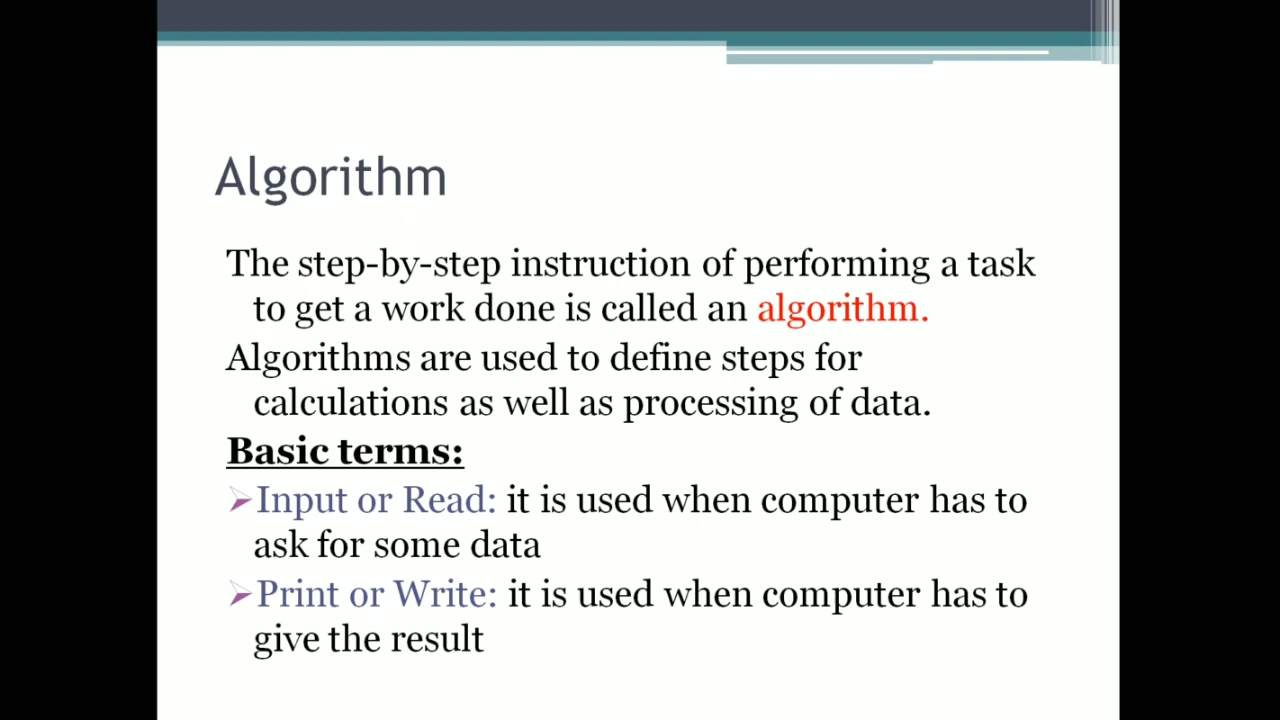 Algorithm
The step-by-step instruction of performing a task
to get a work done is called an algorithm.
Algorithms are used to define steps for
calculations as well as processing of data.
Basic terms:
Input or Read: it is used when computer has to
ask for some data
Print or Write: it is used when computer has to
give the result